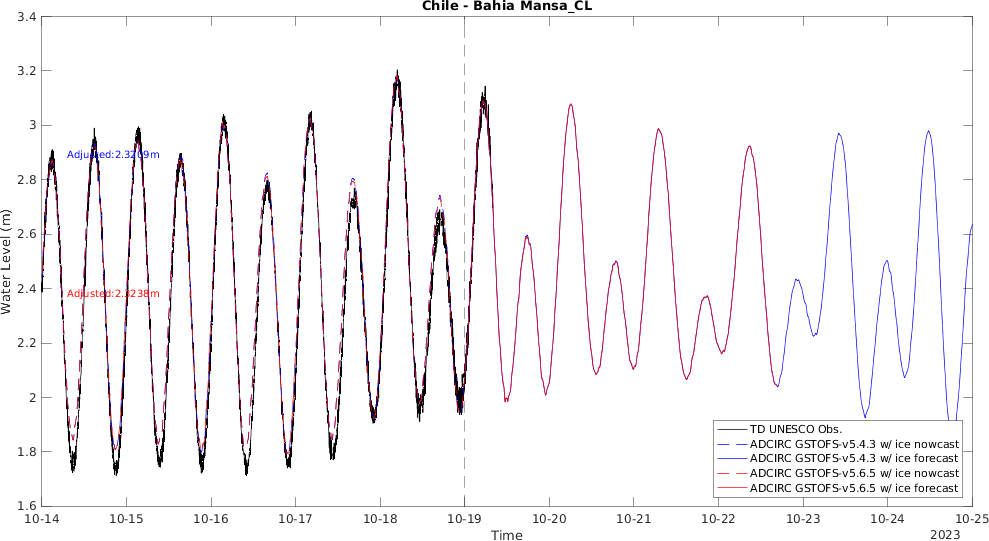 Chile - Bahia Mansa_CL
Water Level (m)
3.4
3.2
3
2.8
2.6
2.4
2.2
2
1.8
1.6
Adjusted:2.3209m
Adjusted:2.3238m
TD UNESCO Obs.
ADCIRC GSTOFS-v5.4.3 w/ ice nowcast
ADCIRC GSTOFS-v5.4.3 w/ ice forecast
ADCIRC GSTOFS-v5.6.5 w/ ice nowcast
ADCIRC GSTOFS-v5.6.5 w/ ice forecast
10-14
10-15
10-16
10-17
10-18
10-19
10-20
10-21
10-22
10-23
10-24
10-25
Time
2023